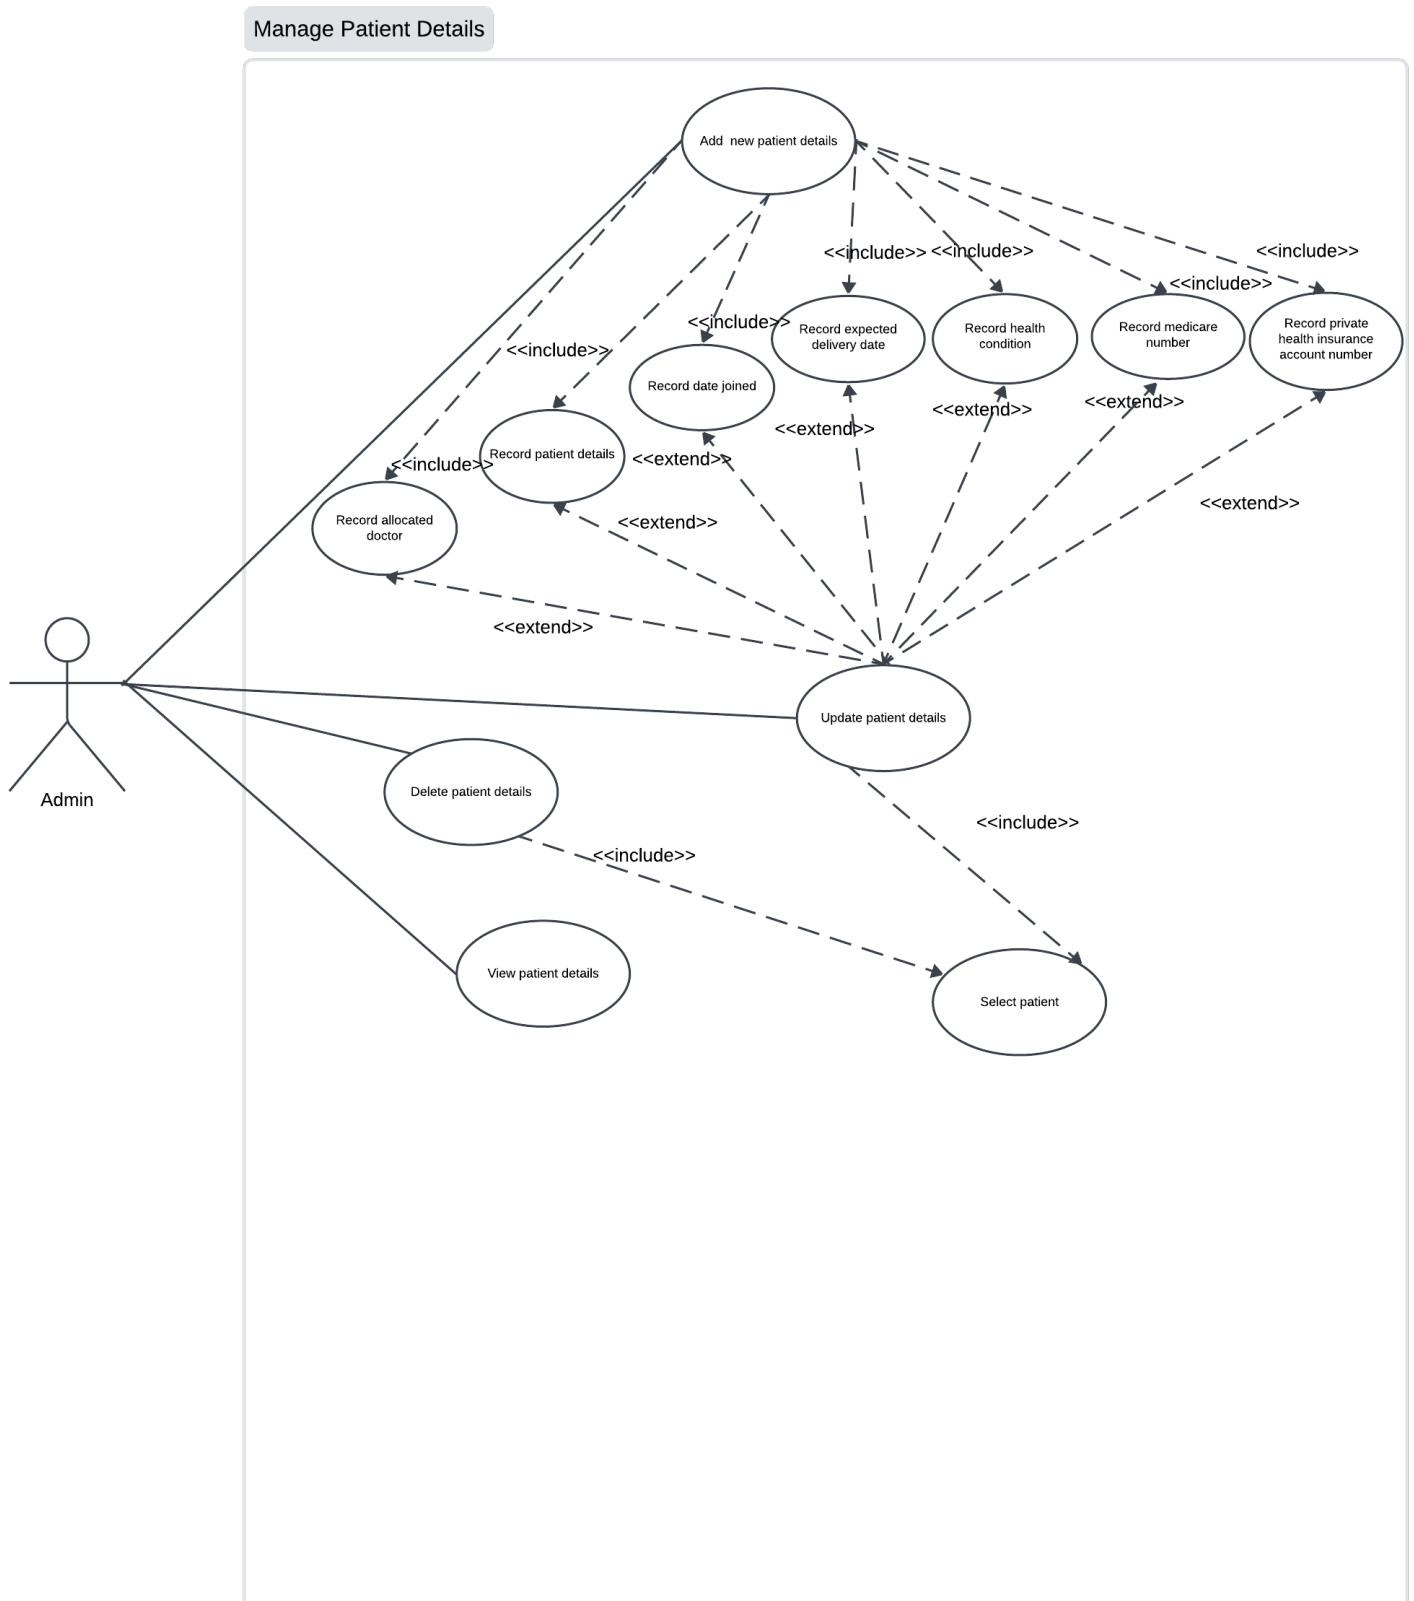 Manage Patient Details
Add  new patient details
<<include>>
<<include>>
<<include>>
<<include>>
<<include>>
<<include>>
<<include>>
Record expected
delivery date
Record health
condition
Record medicare
number
Record private
health insurance
account number
Record date joined
Record patient details
Record allocated
doctor
<<extend>>
<<extend>>
<<extend>>
<<extend>>
<<extend>>
<<extend>>
<<extend>>
Update patient details
Admin
Delete patient details
<<include>>
<<include>>
View patient details
Select patient